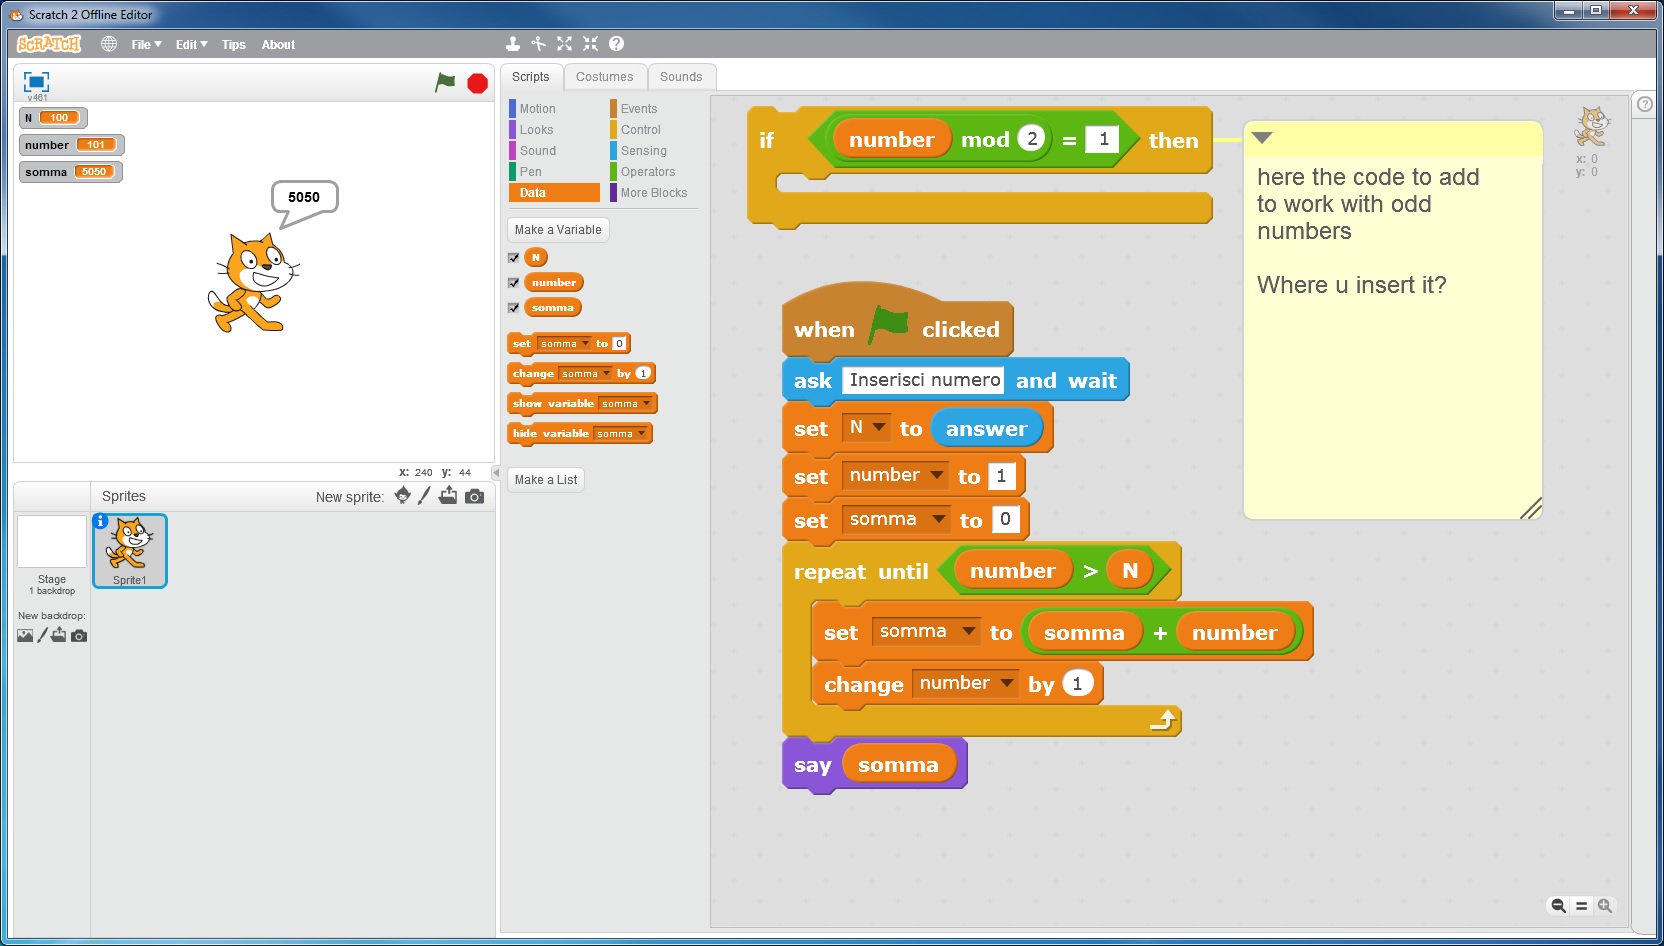 Scratch 2 Offline Editor
SCRATCH File Edit Tips About
v461
N 100
number 101
somma 5050
5050
x: 240 y: 44
Sprites New sprite:
Stage
1 backdrop
New backdrop:
Sprite1
Scripts Costumes Sounds
Motion Events
Looks Control
Sound Sensing
Pen Operators
Data More Blocks
Make a Variable
N
number
somma
set somma to 0
change somma by 1
show variable somma
hide variable somma
Make a List
if number mod 2 = 1 then
here the code to add
to work with odd
numbers
Where u insert it?
x: 0
y: 0
when clicked
ask Inserisci numero and wait
set N to answer
set number to 1
set somma to 0
repeat until number > N
set somma to somma + number
change number by 1
say somma